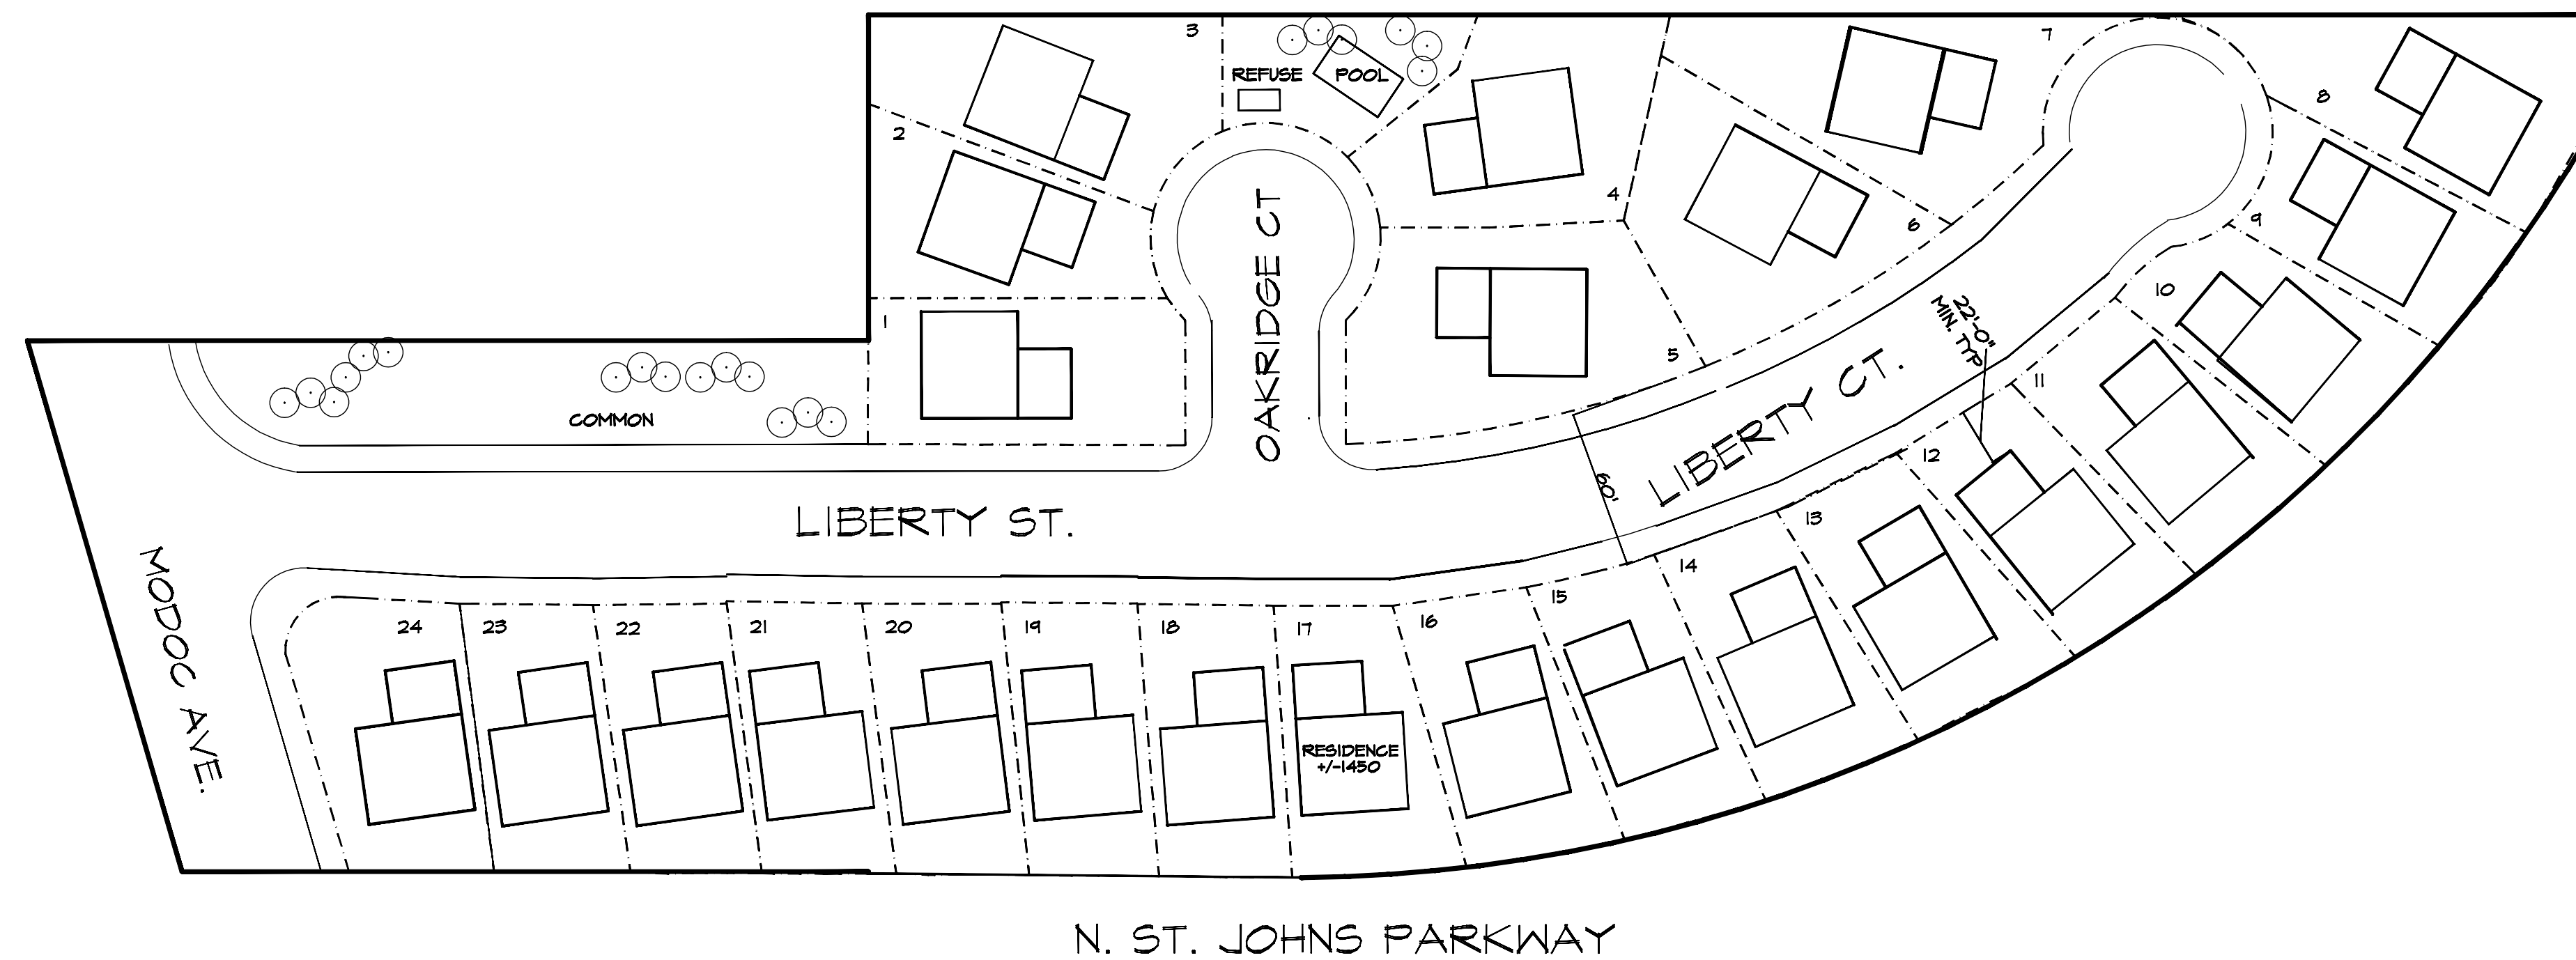 3
7
REFUSE
POOL
8
2
4
6
9
10
1
OAKRIDGE CT
22'-0"
MIN. TYP
5
11
COMMON
LIBERTY CT.
12
60'
13
LIBERTY ST.
14
MODOC AVE.
15
24
23
22
21
20
19
18
17
16
RESIDENCE
+/-1450
N. ST. JOHNS PARKWAY